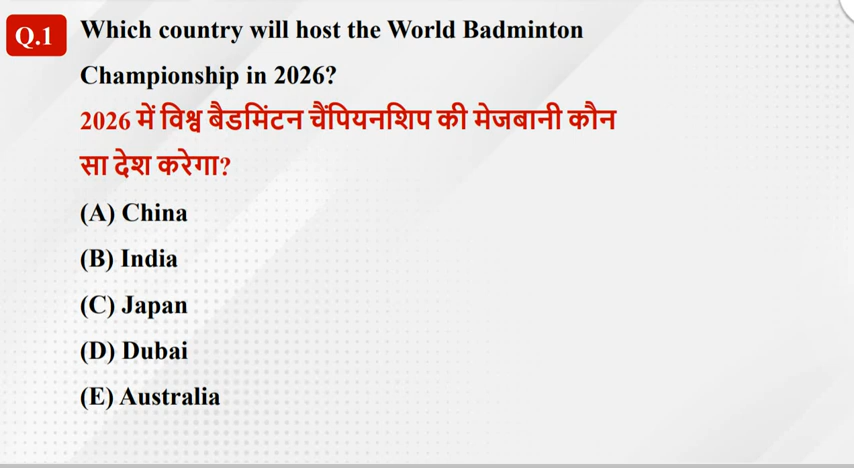 Q.1 Which country will host the World Badminton
Championship in 2026?
2026 में विश्व बैडमिंटन चैंपियनशिप की मेजबानी कौन
सा देश करेगा?
(A) China
(B) India
(C) Japan
(D) Dubai
(E) Australia